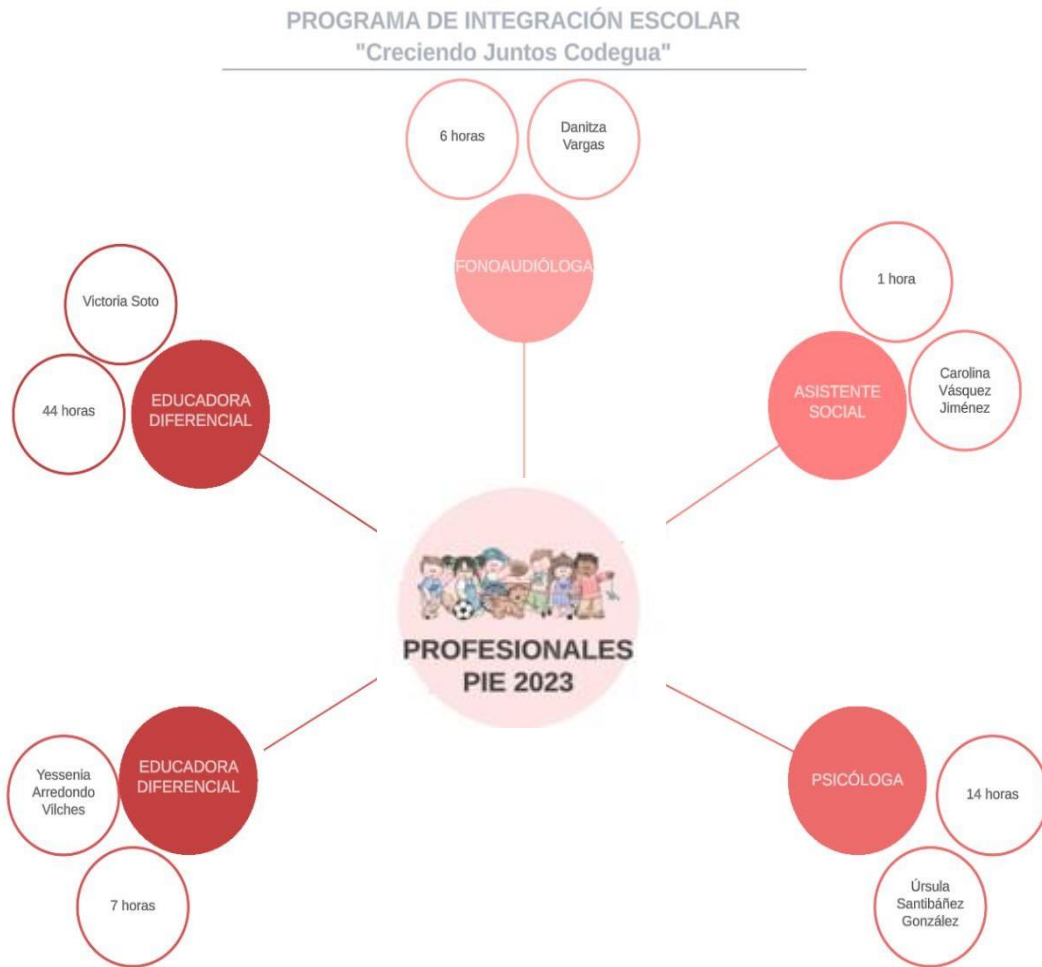 PROGRAMA DE INTEGRACIÓN ESCOLAR
"Creciendo Juntos Codegua"
6 horas
Danitza
Vargas
FONOAUDIÓLOGA
Victoria Soto
44 horas
EDUCADORA
DIFERENCIAL
1 hora
Carolina
Vásquez
Jiménez
ASISTENTE
SOCIAL
PROFESIONALES
PIE 2023
Yessenia
Arredondo
Vilches
EDUCADORA
DIFERENCIAL
7 horas
PSICÓLOGA
14 horas
Úrsula
Santibáñez
González